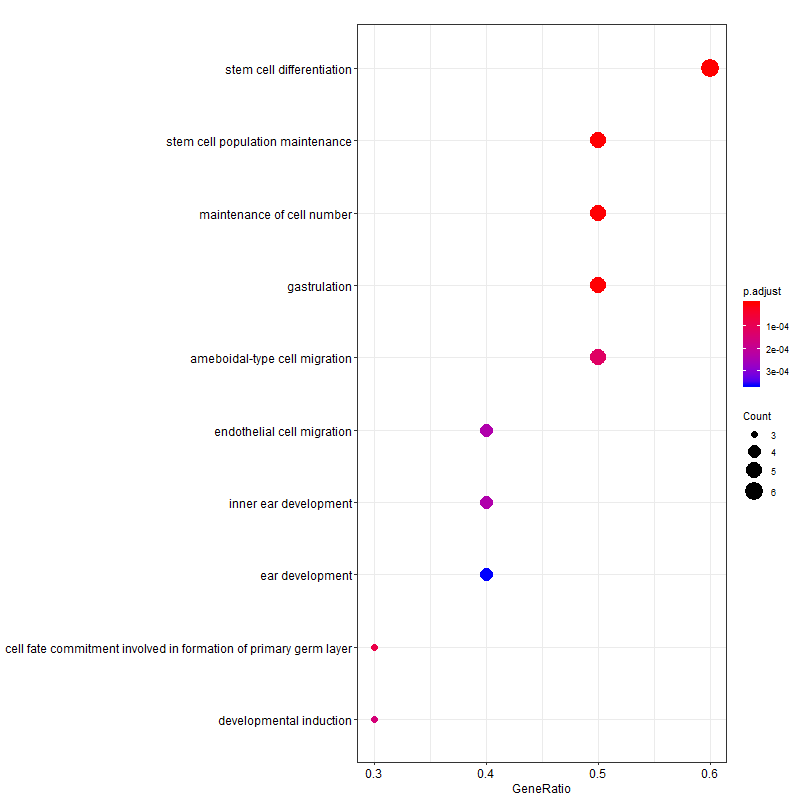 stem cell differentiation
stem cell population maintenance
maintenance of cell number
gastrulation
ameboidal-type cell migration
endothelial cell migration
inner ear development
ear development
cell fate commitment involved in formation of primary germ layer
developmental induction
0.3 0.4 0.5 0.6
GeneRatio
p.adjust
1e-04
2e-04
3e-04
Count
3
4
5
6